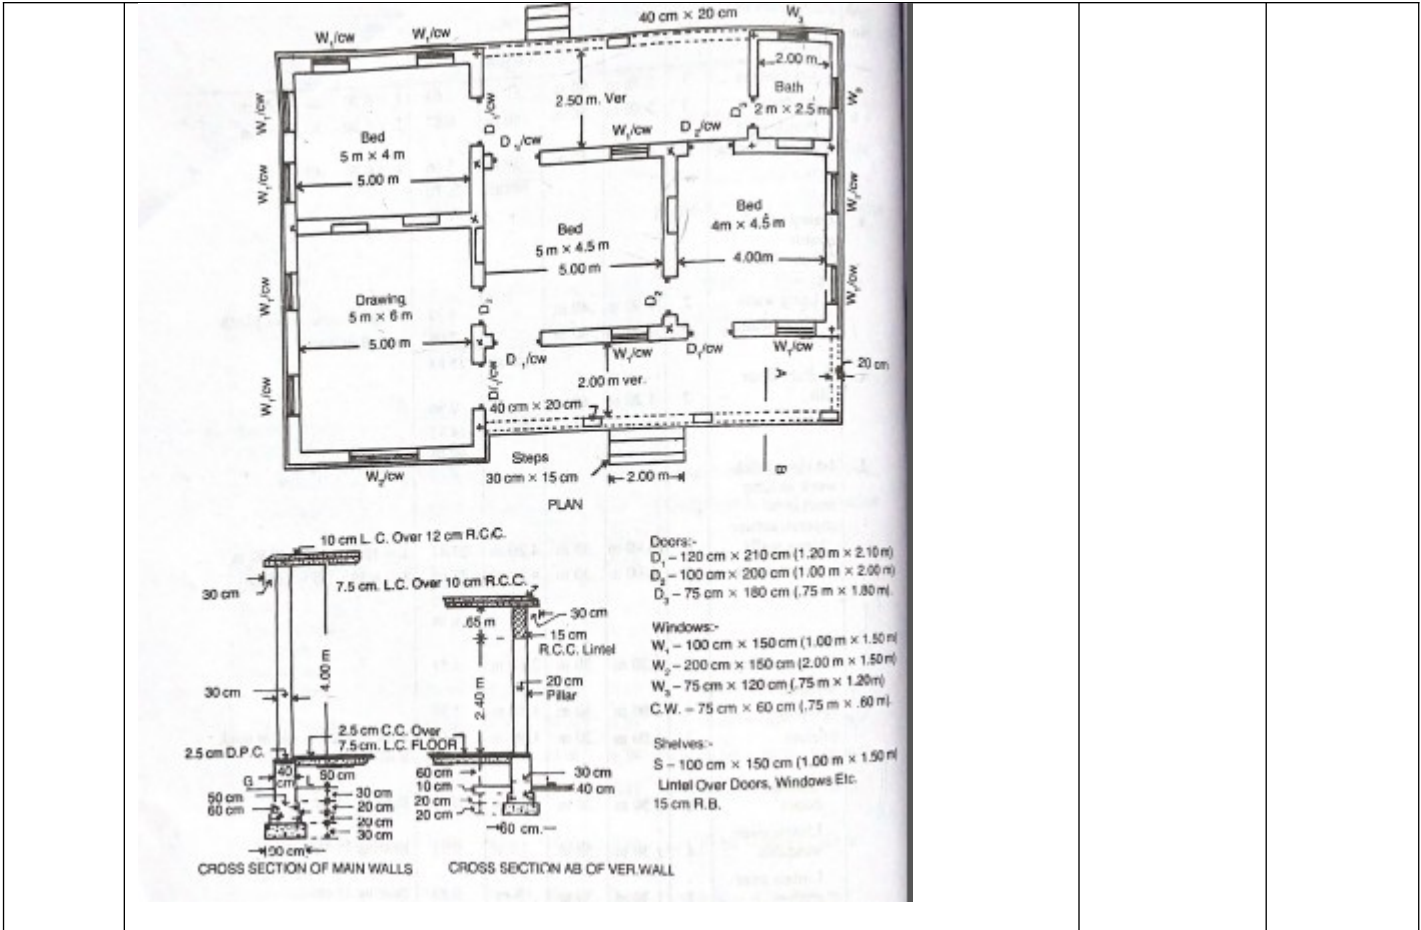 40 cm × 20 cm
W₃
W₁/cw
W₁/cw
2.00 m
Bath
2 m × 2.5 m
D₃
2.50 m. Ver
W₁/cw
D₂/cw
W₁/cw
Bed
5 m × 4 m
5.00 m
W₁/cw
W₁/cw
Bed
5 m × 4.5 m
5.00 m
Bed
4m × 4.5 m
4.00m
W₁/cw
Drawing
5 m × 6 m
5.00 m
D₂
D₂
W₁/cw
W₁/cw
D₁/cw
W₁/cw
D₁/cw
W₁/cw
A
20 cm
2.00 m ver.
40 cm × 20 cm
W₂/cw
Steps
30 cm × 15 cm
2.00 m
B
PLAN
10 cm L. C. Over 12 cm R.C.C.
30 cm
4.00 m
30 cm
2.5 cm D.P.C.
2.5 cm C.C. Over
7.5 cm. L.C. FLOOR
G
L
40
cm
60 cm
50 cm
60 cm
30 cm
20 cm
20 cm
30 cm
90 cm
CROSS SECTION OF MAIN WALLS
7.5 cm. L.C. Over 10 cm R.C.C.
30 cm
.65 m
15 cm
R.C.C. Lintel
2.40 m
20 cm
Pillar
60 cm
10 cm
20 cm
20 cm
30 cm
40 cm
60 cm.
CROSS SECTION AB OF VER.WALL
Doors:-
D₁ – 120 cm × 210 cm (1.20 m × 2.10 m)
D₂ – 100 cm × 200 cm (1.00 m × 2.00 m)
D₃ – 75 cm × 180 cm (.75 m × 1.80 m).
Windows:-
W₁ – 100 cm × 150 cm (1.00 m × 1.50 m
W₂ – 200 cm × 150 cm (2.00 m × 1.50 m)
W₃ – 75 cm × 120 cm (.75 m × 1.20m)
C.W. – 75 cm × 60 cm (.75 m × .60 m)
Shelves:-
S – 100 cm × 150 cm (1.00 m × 1.50 m
Lintel Over Doors, Windows Etc.
15 cm R.B.